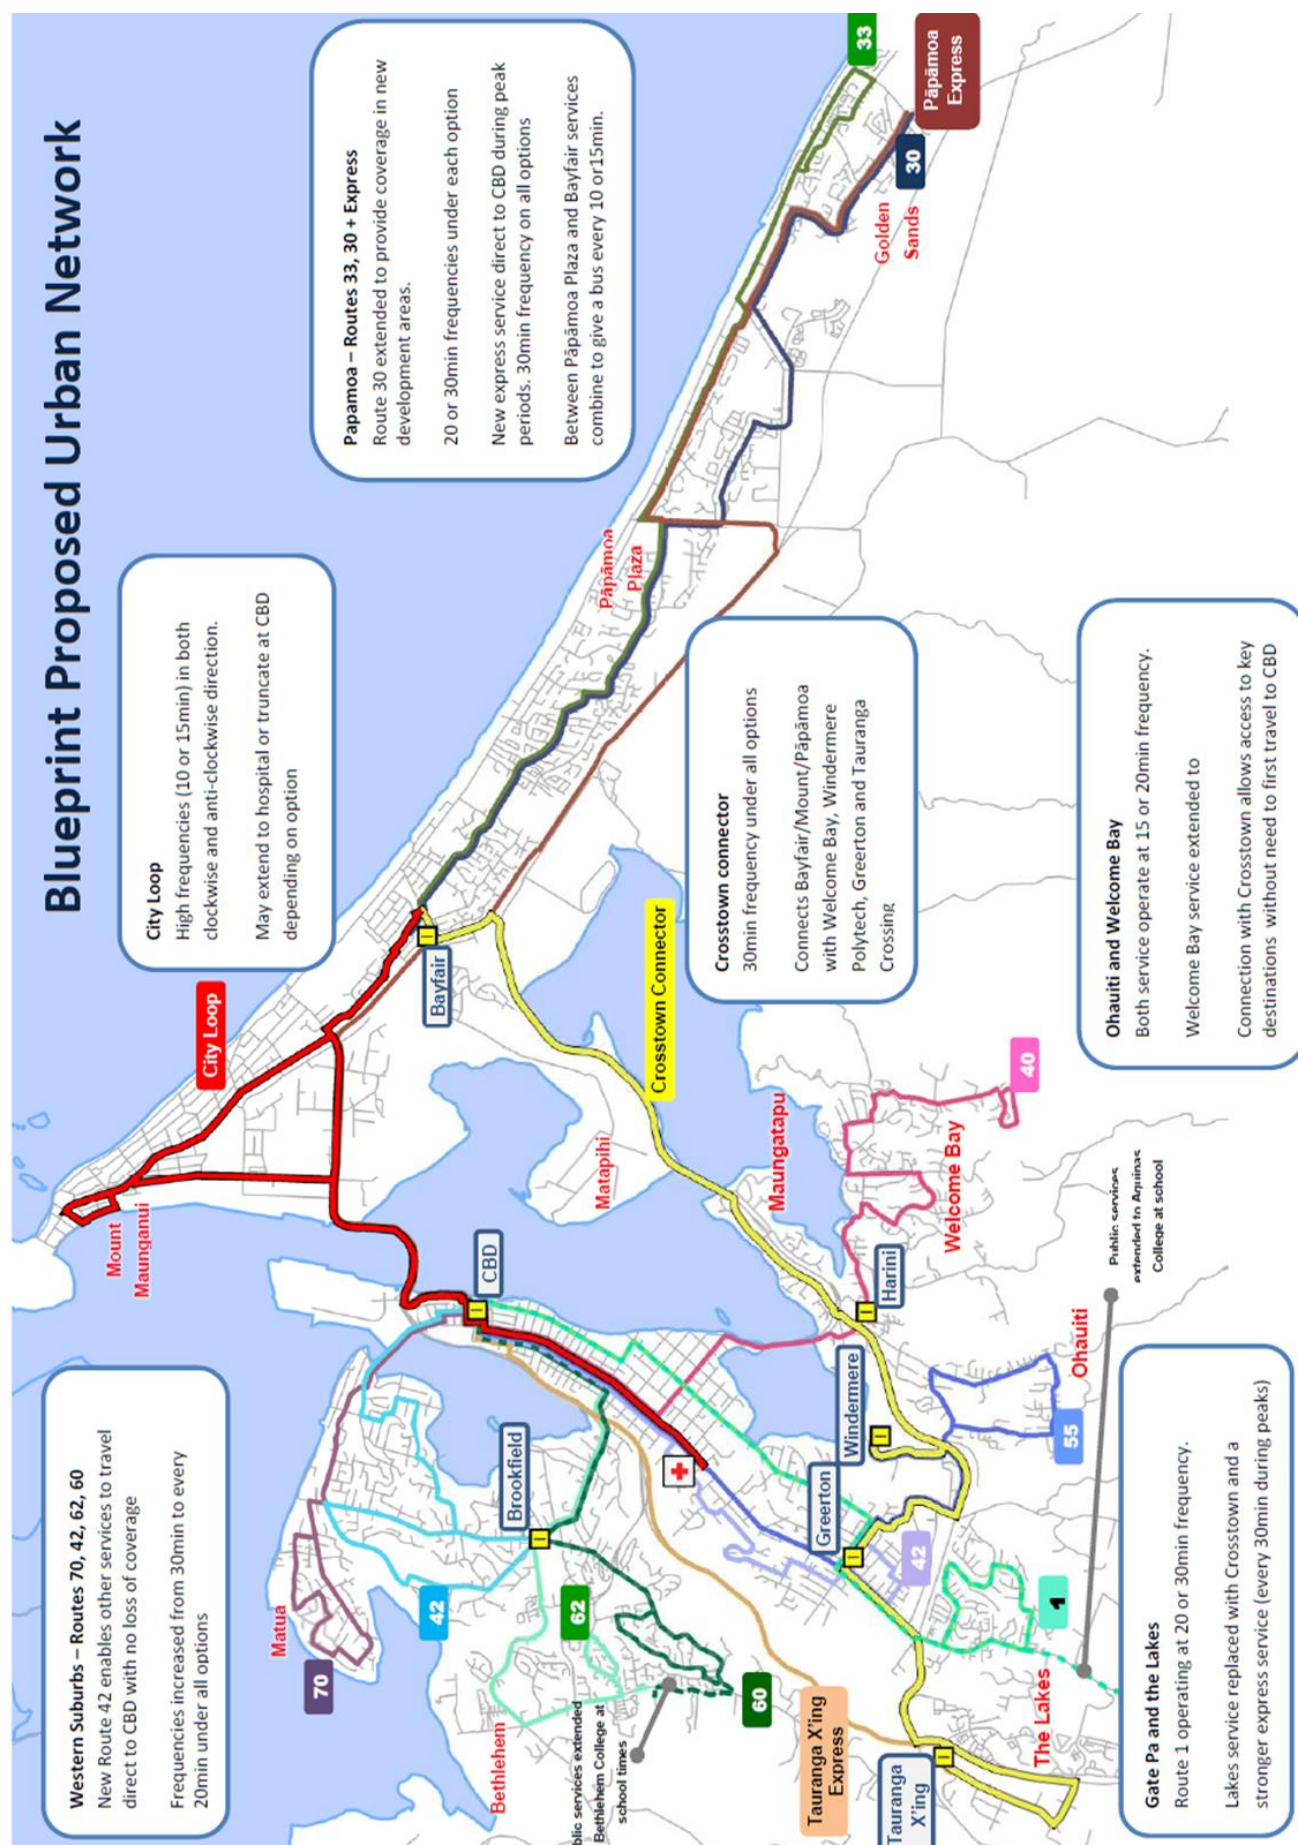 Blueprint Proposed Urban Network
Western Suburbs – Routes 70, 42, 62, 60
New Route 42 enables other services to travel
direct to CBD with no loss of coverage
Frequencies increased from 30min to every
20min under all options
City Loop
High frequencies (10 or 15min) in both
clockwise and anti-clockwise direction.
May extend to hospital or truncate at CBD
depending on option
Papamoa – Routes 33, 30 + Express
Route 30 extended to provide coverage in new
development areas.
20 or 30min frequencies under each option
New express service direct to CBD during peak
periods. 30min frequency on all options
Between Pāpāmoa Plaza and Bayfair services
combine to give a bus every 10 or15min.
Mount
Maunganui
City Loop
Matua
70
42
CBD
Bayfair
Brookfield
Bethlehem
62
60
blic services extended
Bethlehem College at
school times
Pāpāmoa
Plaza
33
30
Pāpāmoa
Express
Golden
Sands
Matapihi
Crosstown Connector
Crosstown connector
30min frequency under all options
Connects Bayfair/Mount/Pāpāmoa
with Welcome Bay, Windermere
Polytech, Greerton and Tauranga
Crossing
Maungatapu
Tauranga X'ing
Express
Greerton
Windermere
Harini
42
Welcome Bay
40
Tauranga
X'ing
The Lakes
1
55
Ohauiti
Public services
extended to Aquinas
College at school
Gate Pa and the Lakes
Route 1 operating at 20 or 30min frequency.
Lakes service replaced with Crosstown and a
stronger express service (every 30min during peaks)
Ohauiti and Welcome Bay
Both service operate at 15 or 20min frequency.
Welcome Bay service extended to
Connection with Crosstown allows access to key
destinations without need to first travel to CBD